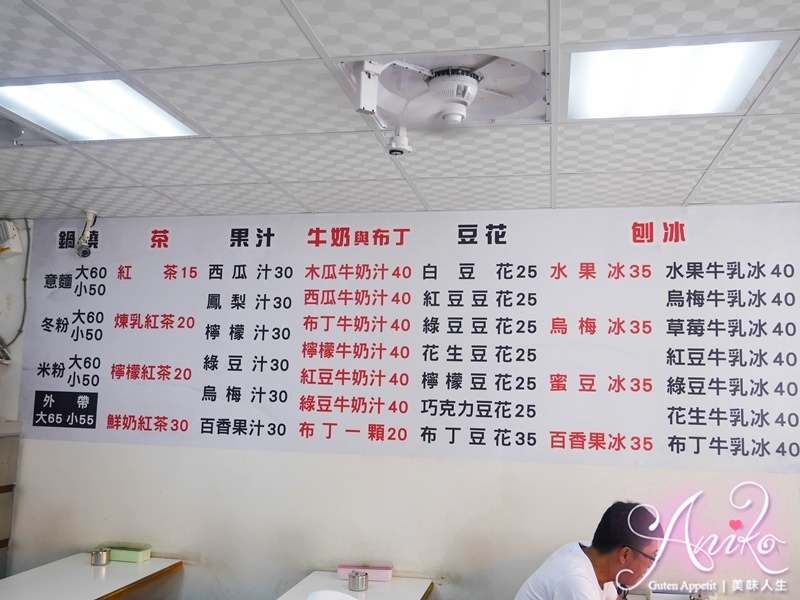 鍋燒
意麵 大60 小50
冬粉 大60 小50
米粉 大60 小50
外帶
大65 小55
茶
紅茶15
煉乳紅茶20
檸檬紅茶20
鮮奶紅茶30
果汁
西瓜汁30
鳳梨汁30
檸檬汁30
綠豆汁30
烏梅汁30
百香果汁30
牛奶與布丁
木瓜牛奶汁40
西瓜牛奶汁40
布丁牛奶汁40
檸檬牛奶汁40
紅豆牛奶汁40
綠豆牛奶汁40
布丁一顆20
豆花
白豆花25
紅豆豆花25
綠豆豆花25
花生豆花25
檸檬豆花25
巧克力豆花25
布丁豆花35
刨冰
水果冰35
烏梅冰35
蜜豆冰35
百香果冰35
水果牛乳冰40
烏梅牛乳冰40
草莓牛乳冰40
紅豆牛乳冰40
綠豆牛乳冰40
花生牛乳冰40
布丁牛乳冰40
Aniko
Guten Appetit | 美味人生